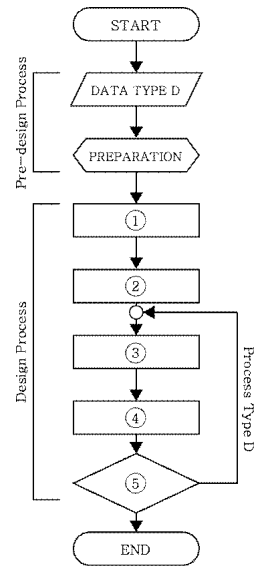 START
Pre-design Process
DATA TYPE D
PREPARATION
Design Process
①
②
③
④
⑤
Process Type D
END